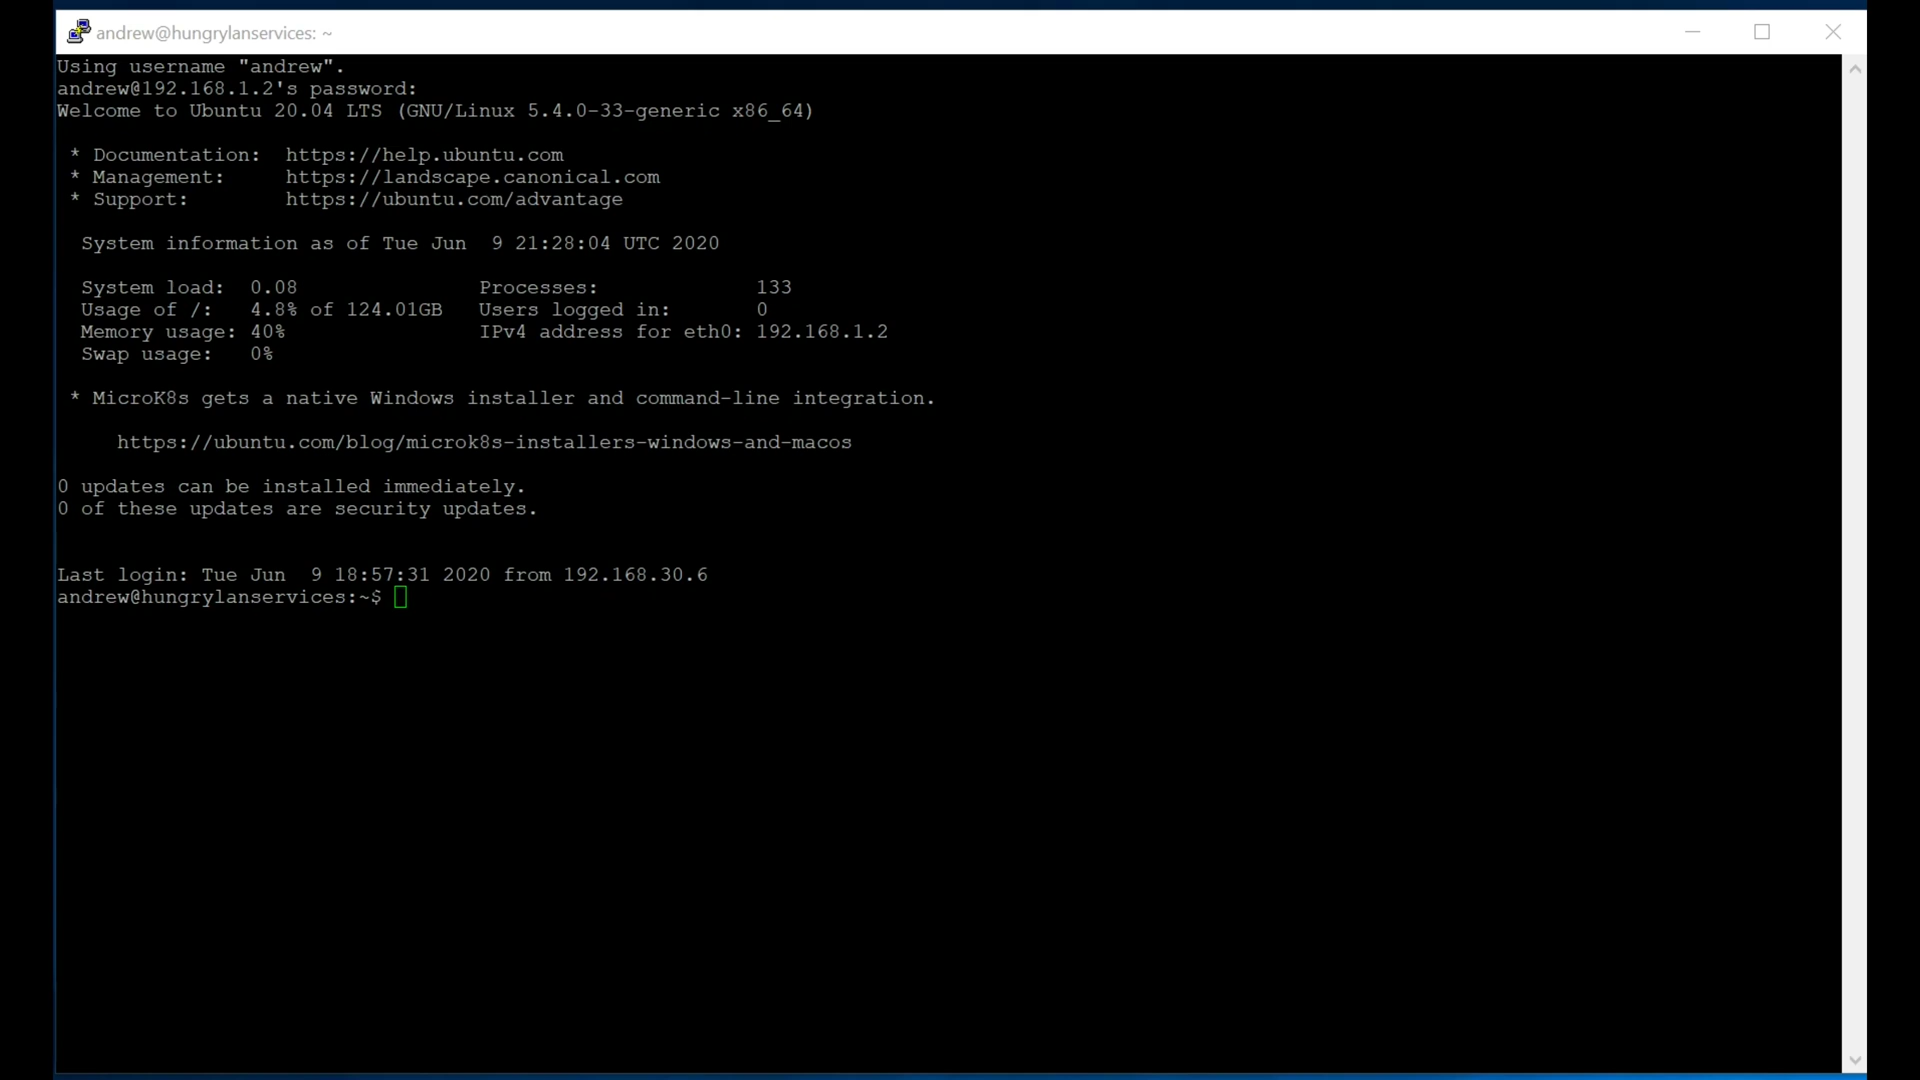 andrew@hungrylanservices: ~
Using username "andrew".
andrew@192.168.1.2's password:
Welcome to Ubuntu 20.04 LTS (GNU/Linux 5.4.0-33-generic x86_64)
* Documentation:  https://help.ubuntu.com
* Management:     https://landscape.canonical.com
* Support:        https://ubuntu.com/advantage
System information as of Tue Jun  9 21:28:04 UTC 2020
System load:  0.08               Processes:             133
Usage of /:   4.8% of 124.01GB   Users logged in:       0
Memory usage: 40%                IPv4 address for eth0: 192.168.1.2
Swap usage:   0%
* MicroK8s gets a native Windows installer and command-line integration.
https://ubuntu.com/blog/microk8s-installers-windows-and-macos
0 updates can be installed immediately.
0 of these updates are security updates.
Last login: Tue Jun  9 18:57:31 2020 from 192.168.30.6
andrew@hungrylanservices:~$